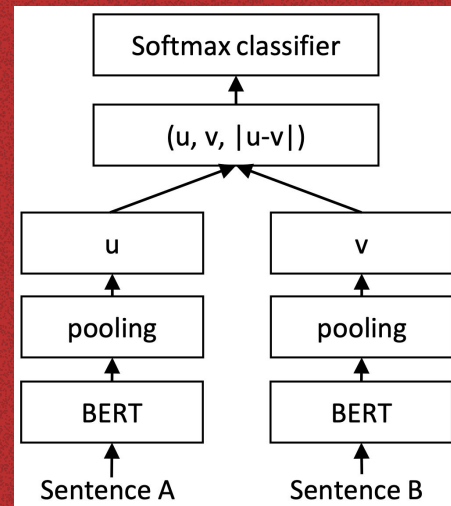 Softmax classifier
(u, v, |u-v|)
u v
pooling pooling
BERT BERT
Sentence A Sentence B